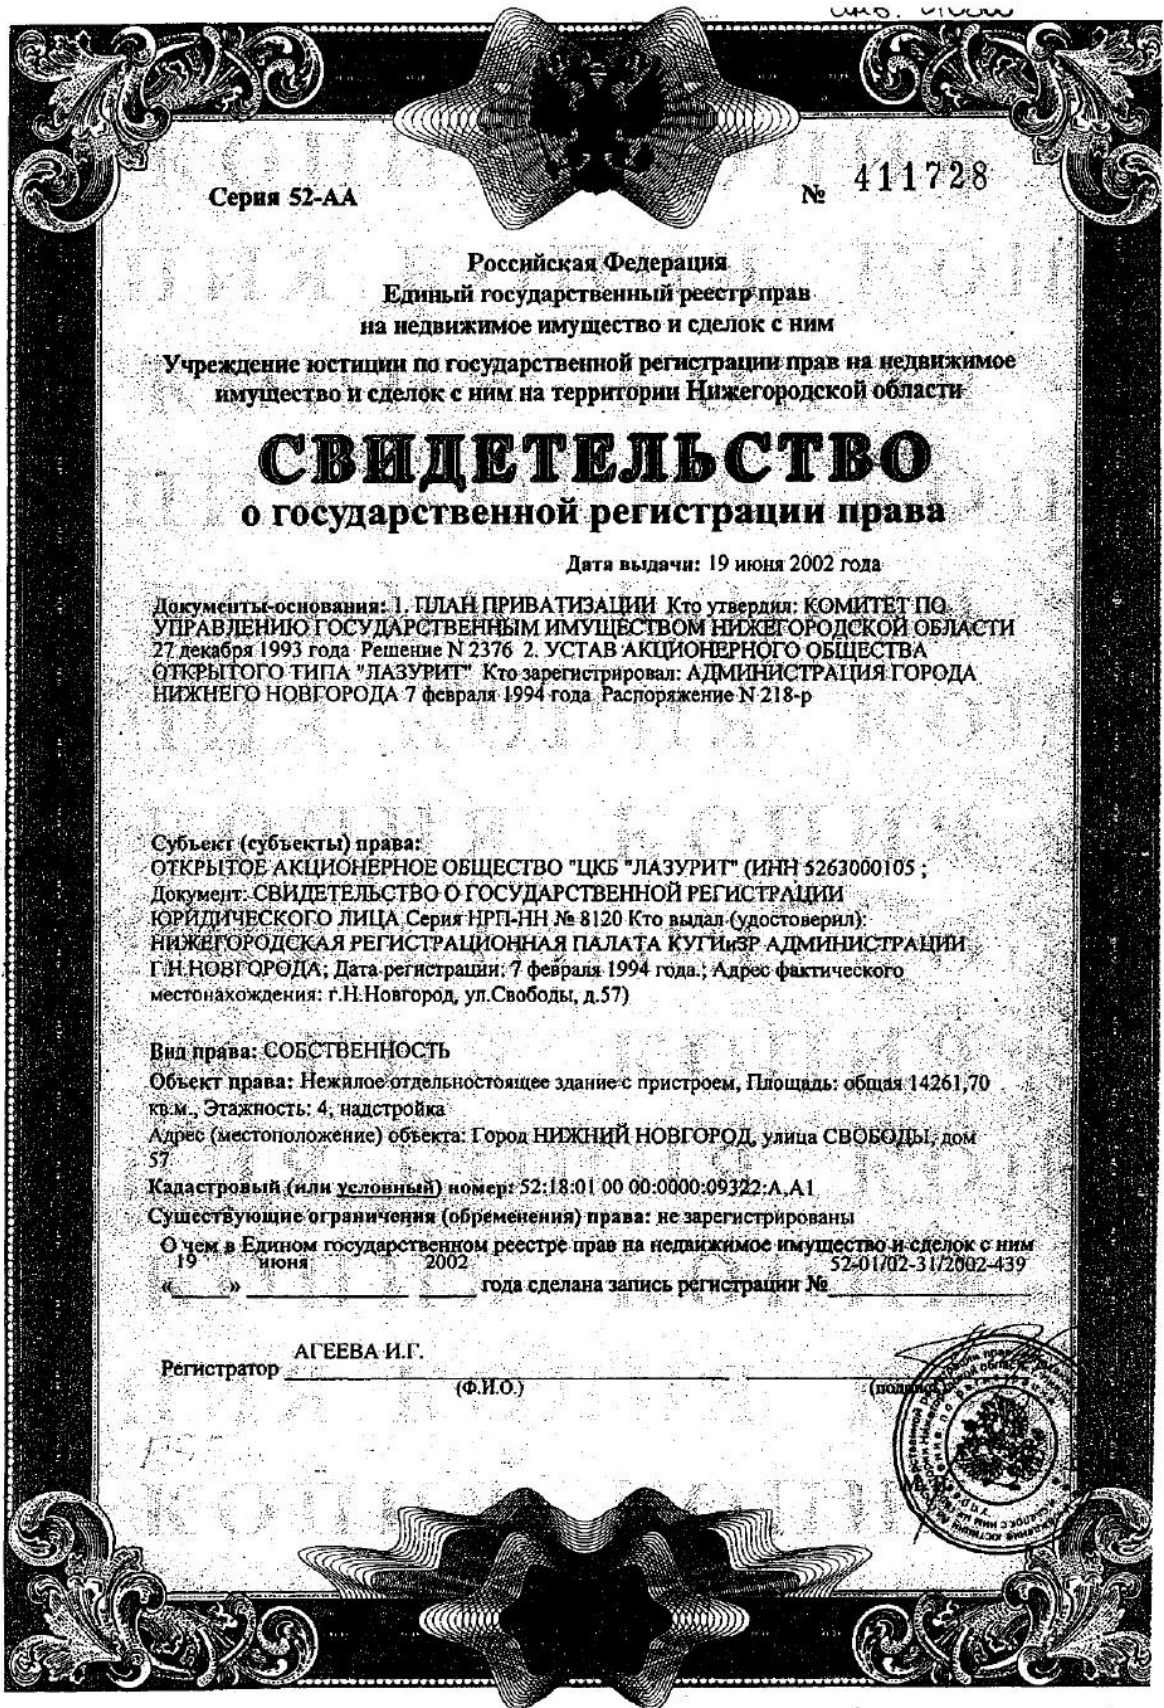 Серия 52-АА
№ 411728
Российская Федерация
Единый государственный реестр прав
на недвижимое имущество и сделок с ним
Учреждение юстиции по государственной регистрации прав на недвижимое
имущество и сделок с ним на территории Нижегородской области
СВИДЕТЕЛЬСТВО
о государственной регистрации права
Дата выдачи: 19 июня 2002 года
Документы-основания: 1. ПЛАН ПРИВАТИЗАЦИИ Кто утвердил: КОМИТЕТ ПО
УПРАВЛЕНИЮ ГОСУДАРСТВЕННЫМ ИМУЩЕСТВОМ НИЖЕГОРОДСКОЙ ОБЛАСТИ
27 декабря 1993 года Решение N 2376 2. УСТАВ АКЦИОНЕРНОГО ОБЩЕСТВА
ОТКРЫТОГО ТИПА "ЛАЗУРИТ" Кто зарегистрировал: АДМИНИСТРАЦИЯ ГОРОДА
НИЖНЕГО НОВГОРОДА 7 февраля 1994 года Распоряжение N 218-р
Субъект (субъекты) права:
ОТКРЫТОЕ АКЦИОНЕРНОЕ ОБЩЕСТВО "ЦКБ "ЛАЗУРИТ" (ИНН 5263000105 ;
Документ: СВИДЕТЕЛЬСТВО О ГОСУДАРСТВЕННОЙ РЕГИСТРАЦИИ
ЮРИДИЧЕСКОГО ЛИЦА Серия НРП-НН № 8120 Кто выдал (удостоверил):
НИЖЕГОРОДСКАЯ РЕГИСТРАЦИОННАЯ ПАЛАТА КУГИиЗР АДМИНИСТРАЦИИ
Г.Н.НОВГОРОДА; Дата регистрации: 7 февраля 1994 года.; Адрес фактического
местонахождения: г.Н.Новгород, ул.Свободы, д.57)
Вид права: СОБСТВЕННОСТЬ
Объект права: Нежилое отдельностоящее здание с пристроем, Площадь: общая 14261,70
кв.м., Этажность: 4, надстройка
Адрес (местоположение) объекта: Город НИЖНИЙ НОВГОРОД, улица СВОБОДЫ, дом
57
Кадастровый (или условный) номер: 52:18:01 00 00:0000:09322:А,А1
Существующие ограничения (обременения) права: не зарегистрированы
О чем в Едином государственном реестре прав на недвижимое имущество и сделок с ним
19 июня 2002 52-01/02-31/2002-439
«____» ____________ ____ года сделана запись регистрации № ____________
АГЕЕВА И.Г.
Регистратор
(Ф.И.О.)